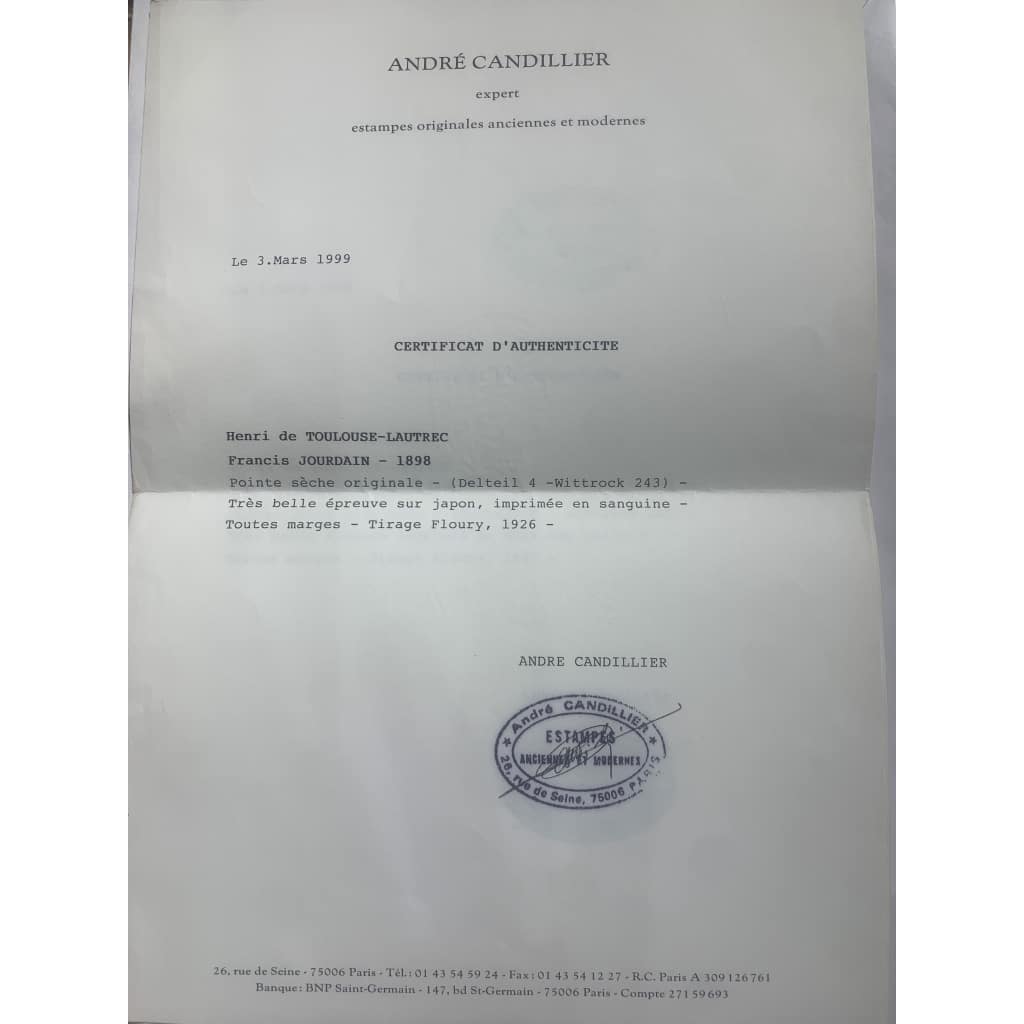 ANDRÉ CANDILLIER
expert
estampes originales anciennes et modernes
Le 3.Mars 1999
CERTIFICAT D'AUTHENTICITE
Henri de TOULOUSE-LAUTREC
Francis JOURDAIN - 1898
Pointe sèche originale - (Delteil 4 -Wittrock 243) -
Très belle épreuve sur japon, imprimée en sanguine -
Toutes marges - Tirage Floury, 1926 -
ANDRE CANDILLIER
André CANDILLIER
ESTAMPES
ANCIENNES ET MODERNES
26, rue de Seine, 75006 PARIS
26, rue de Seine - 75006 Paris - Tél.: 01 43 54 59 24 - Fax: 01 43 54 12 27 - R.C. Paris A 309 126 761
Banque: BNP Saint-Germain - 147, bd St-Germain - 75006 Paris - Compte 271 59 693